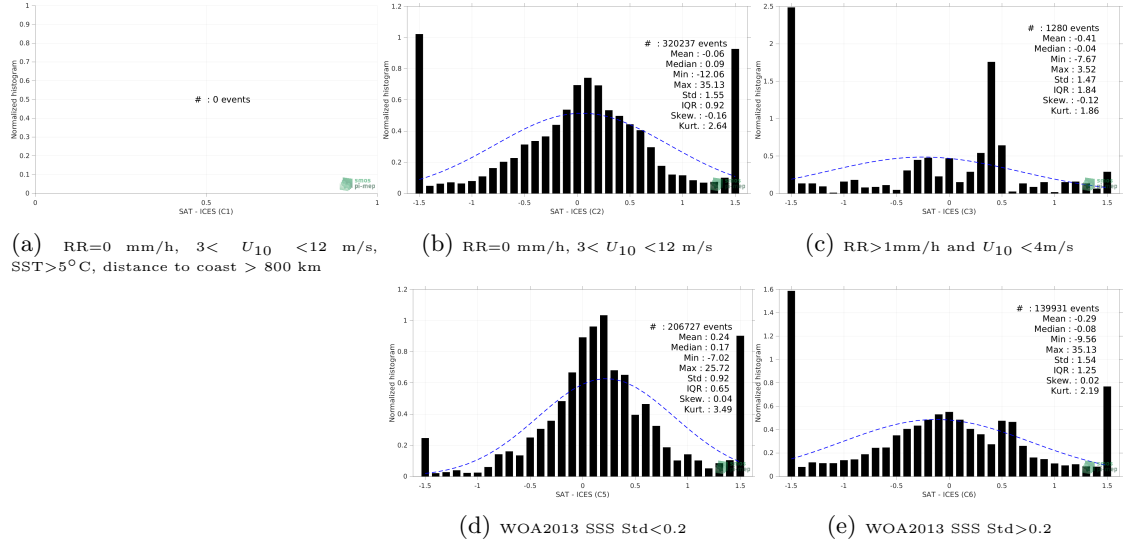 1
0.9
0.8
0.7
0.6
0.5
0.4
0.3
0.2
0.1
0
Normalized histogram
# : 0 events
pi-mep
0 0.5 1
SAT - ICES (C1)
(a) RR=0 mm/h, 3< U10 <12 m/s,
SST>5°C, distance to coast > 800 km
1.2
1
0.8
0.6
0.4
0.2
0
Normalized histogram
# : 320237 events
Mean : -0.06
Median : 0.09
Min : -12.06
Max : 35.13
Std : 1.55
IQR : 0.92
Skew. : -0.16
Kurt. : 2.64
pi-mep
-1.5 -1 -0.5 0 0.5 1 1.5
SAT - ICES (C2)
(b) RR=0 mm/h, 3< U10 <12 m/s
2.5
2
1.5
1
0.5
0
Normalized histogram
# : 1280 events
Mean : -0.41
Median : -0.04
Min : -7.67
Max : 3.52
Std : 1.47
IQR : 1.84
Skew. : -0.12
Kurt. : 1.86
-1.5 -1 -0.5 0 0.5 1 1.5
SAT - ICES (C3)
(c) RR>1mm/h and U10 <4m/s
1.2
1
0.8
0.6
0.4
0.2
0
Normalized histogram
# : 206727 events
Mean : 0.24
Median : 0.17
Min : -7.02
Max : 25.72
Std : 0.92
IQR : 0.65
Skew. : 0.04
Kurt. : 3.49
-1.5 -1 -0.5 0 0.5 1 1.5
SAT - ICES (C5)
(d) WOA2013 SSS Std<0.2
1.6
1.4
1.2
1
0.8
0.6
0.4
0.2
0
Normalized histogram
# : 139931 events
Mean : -0.29
Median : -0.08
Min : -9.56
Max : 35.13
Std : 1.54
IQR : 1.25
Skew. : 0.02
Kurt. : 2.19
-1.5 -1 -0.5 0 0.5 1 1.5
SAT - ICES (C6)
(e) WOA2013 SSS Std>0.2